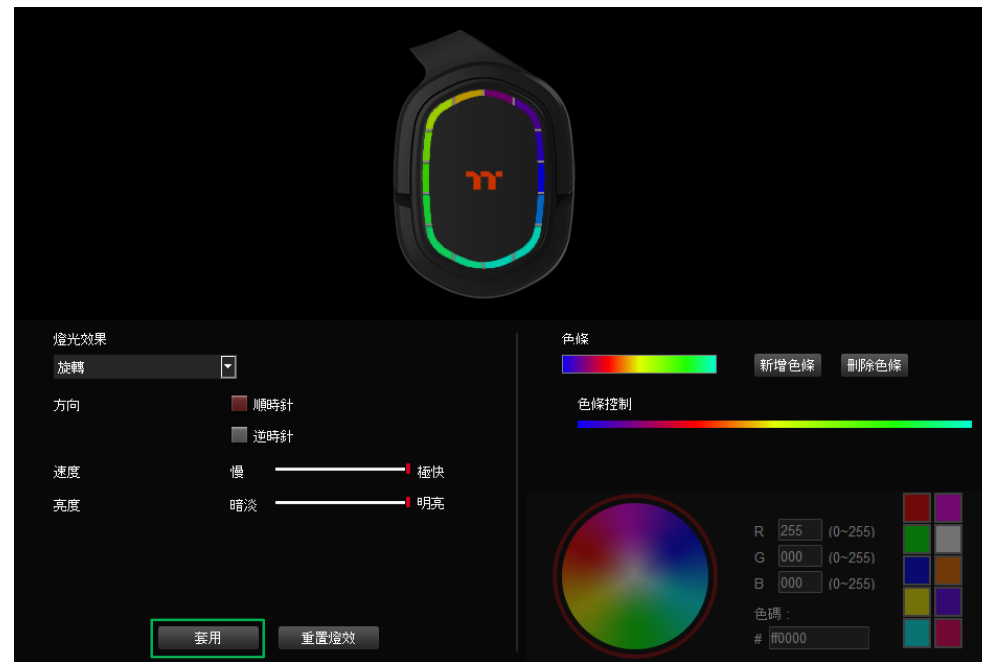 燈光效果
旋轉
方向
順時針
逆時針
速度 慢 極快
亮度 暗淡 明亮
套用 重置燈效
色條
新增色條 刪除色條
色條控制
R 255 (0~255)
G 000 (0~255)
B 000 (0~255)
色碼 :
# ff0000